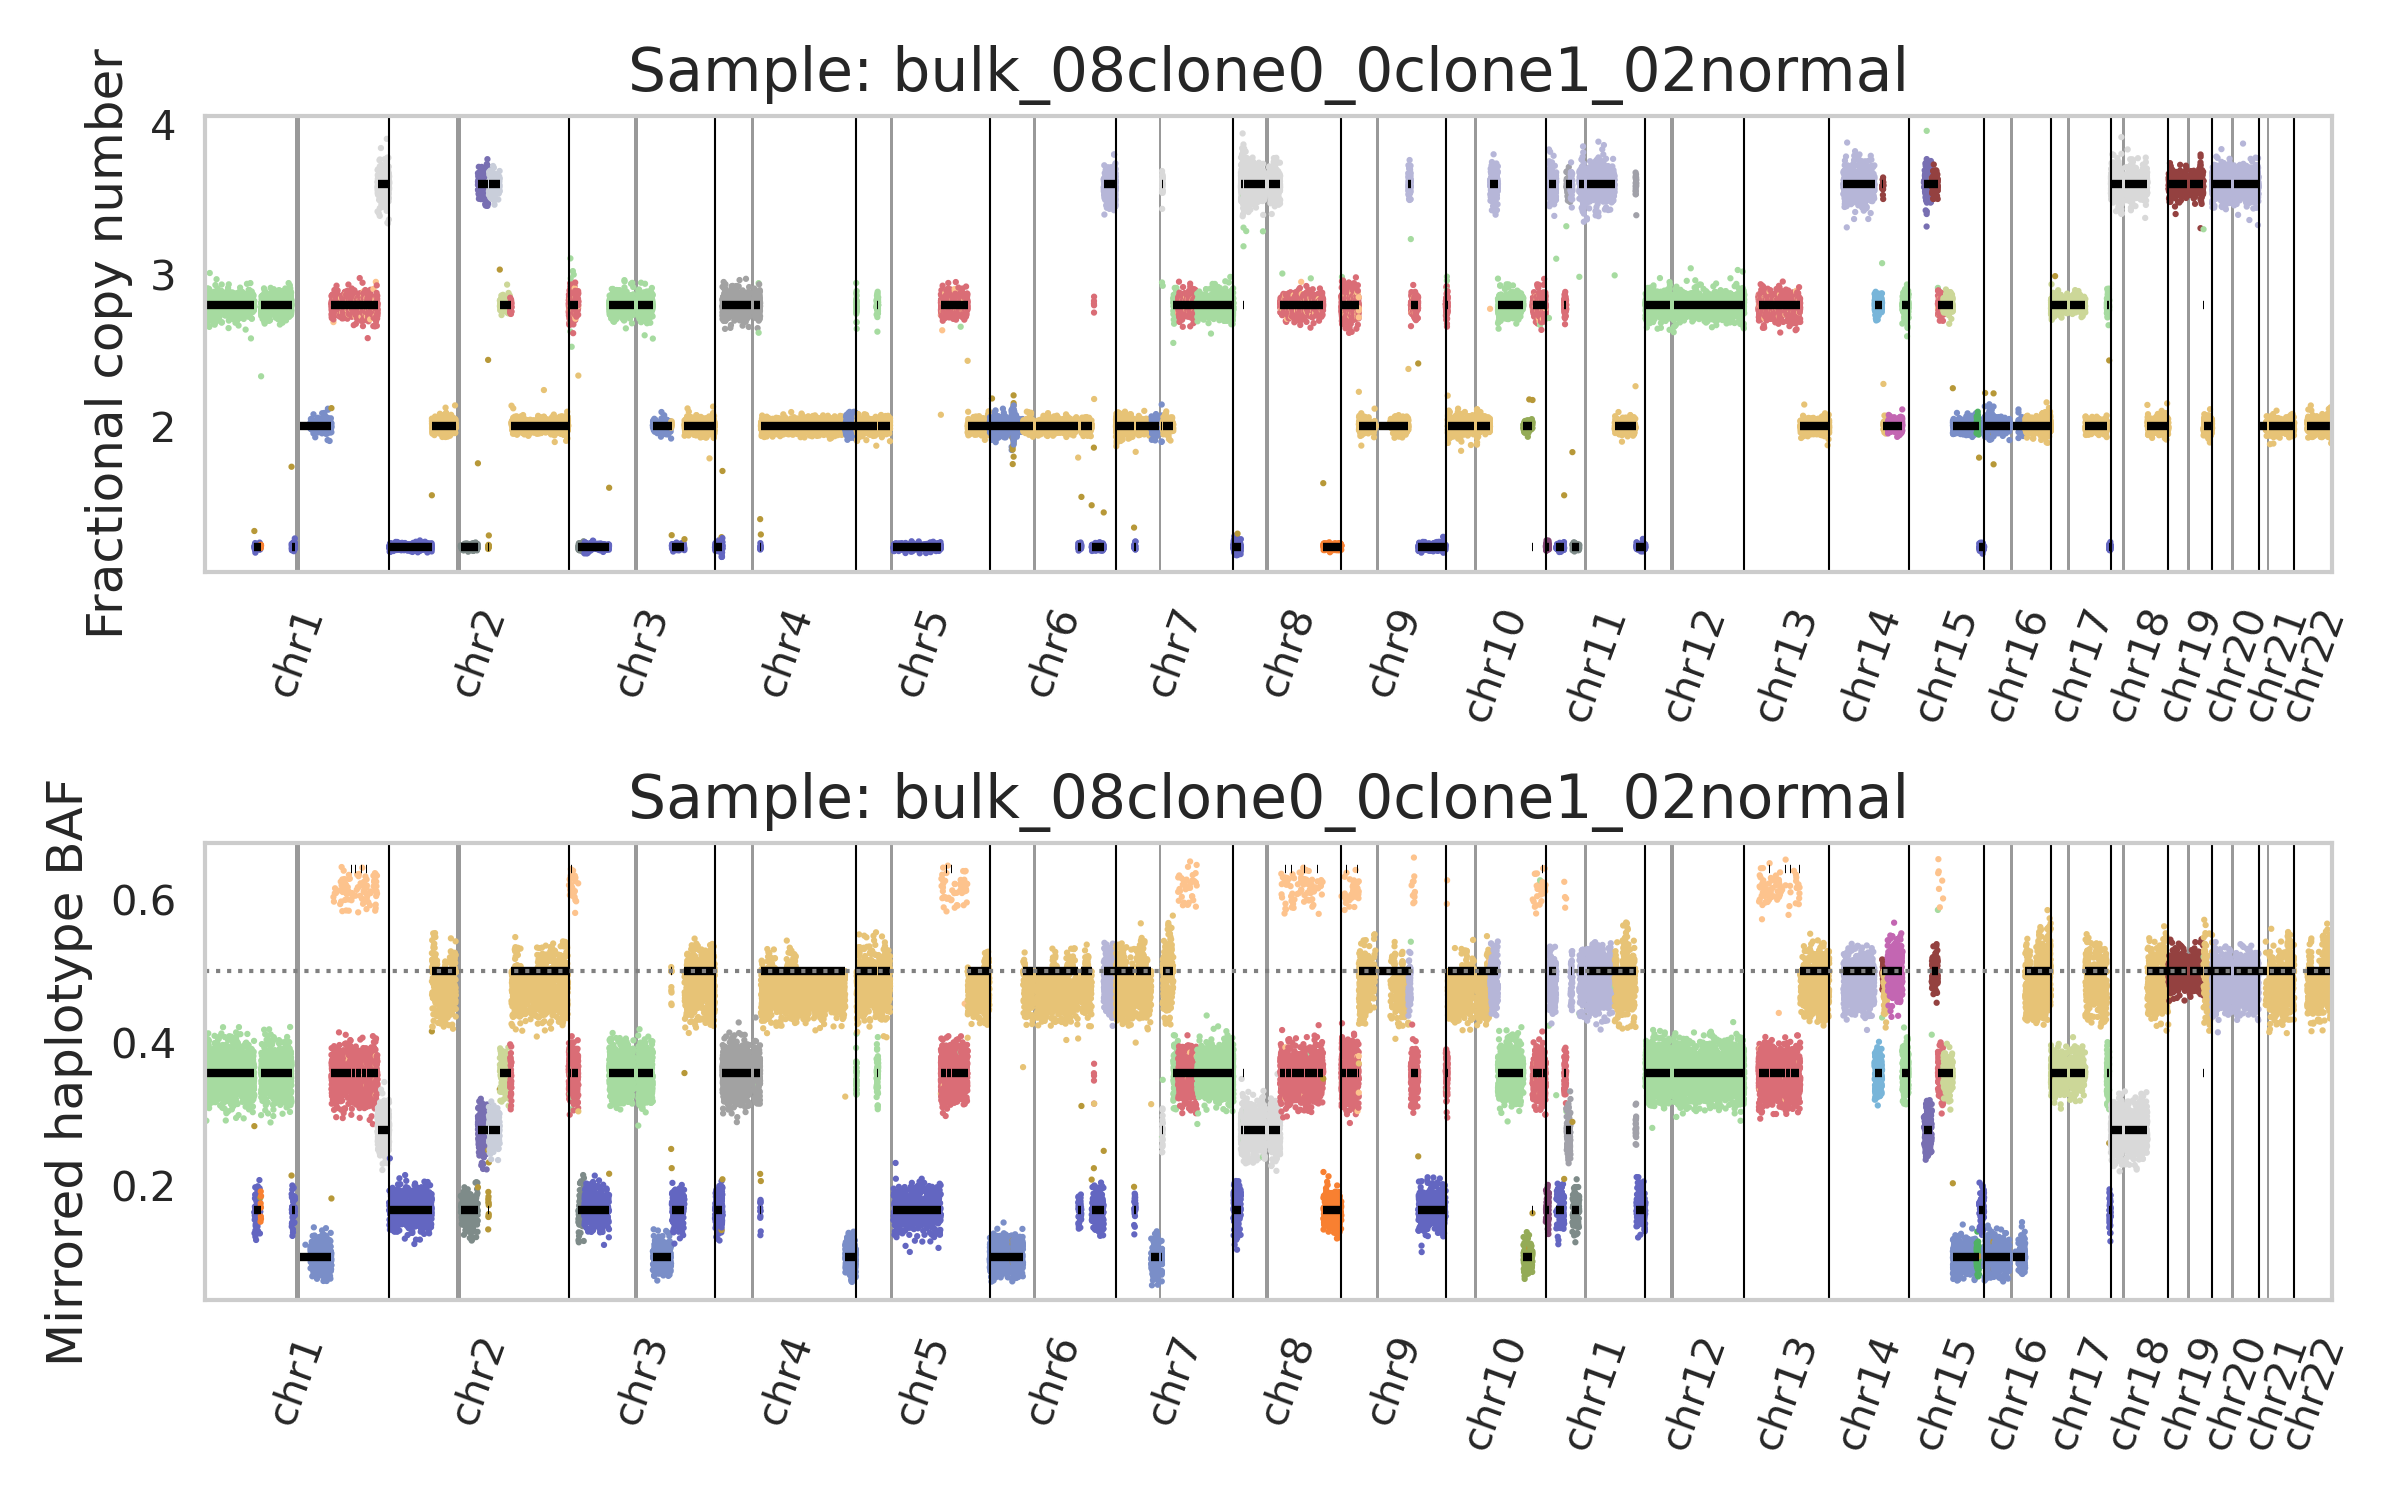 Sample: bulk_08clone0_0clone1_02normal
Fractional copy number
4
3
2
chr1
chr2
chr3
chr4
chr5
chr6
chr7
chr8
chr9
chr10
chr11
chr12
chr13
chr14
chr15
chr16
chr17
chr18
chr19
chr20
chr21
chr22
Sample: bulk_08clone0_0clone1_02normal
Mirrored haplotype BAF
0.6
0.4
0.2
chr1
chr2
chr3
chr4
chr5
chr6
chr7
chr8
chr9
chr10
chr11
chr12
chr13
chr14
chr15
chr16
chr17
chr18
chr19
chr20
chr21
chr22